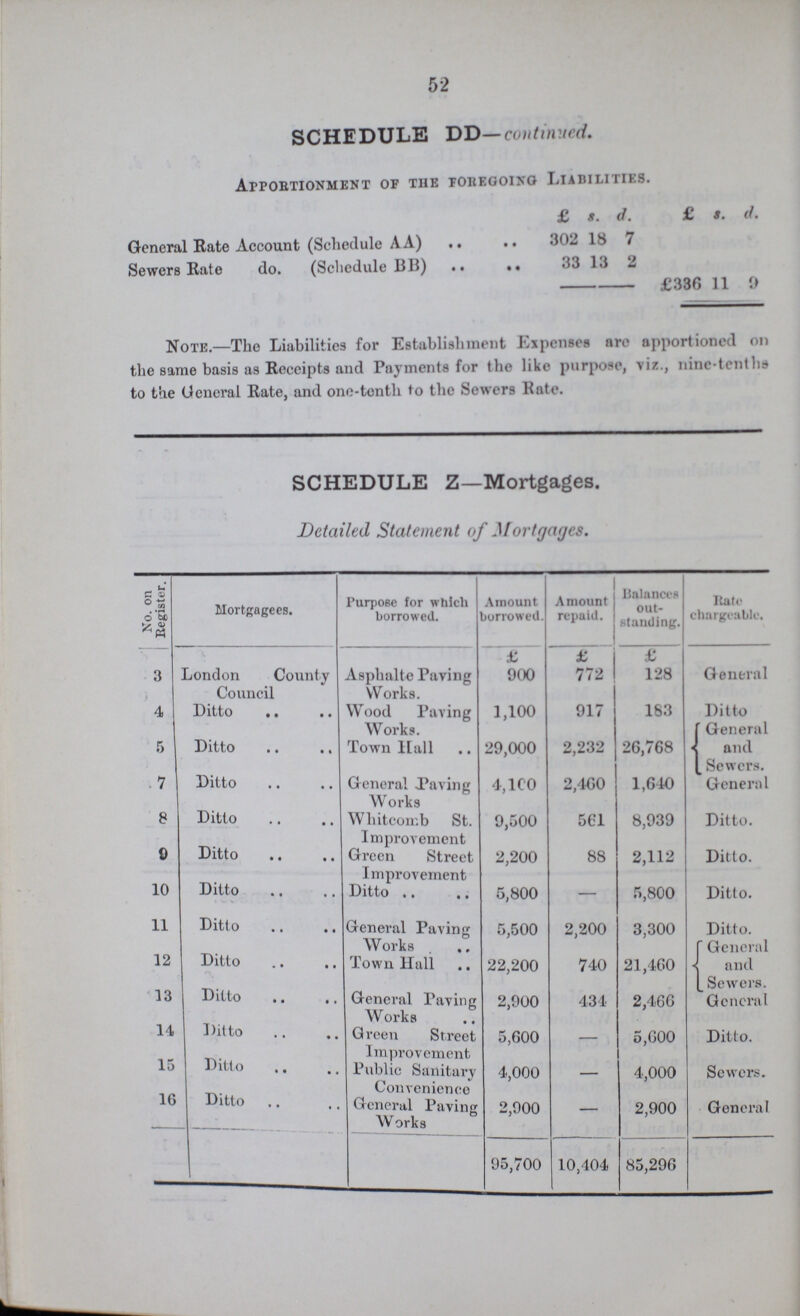 52
SCHEDULE DD—continued.
Apportionment of the foregoing Liabilities.
£ s. d. £ s. d.
General Rate Account (Schedule AA) .. .. 302 18 7
Sewers Rate do. (Schedule BB) .. .. 33 13 2
£336 11 9
Note.—The Liabilities for Establishment Expenses are apportioned on
the same basis as Receipts and Payments for the like purpose, viz., nine-tenths
to the General Rate, and one-tenth to the Sewers Rate.
SCHEDULE Z—Mortgages.
Detailed Statement of Mortgages.
No. on Register. Mortgagees. Purpose for which borrowed. Amount borrowed. Amount repaid. Balances out-standing. Rate chargeable.
£ £ £
3 London County Asphalte Paving 900 772 128 General
Council Works.
4 Ditto .. .. Wood Paving 1,100 917 183 Ditto
Works.
5 Ditto .. .. Town Hall .. 29,000 2,232 26,768 { General and Sewers.
7 Ditto .. .. General Paving 4,100 2,460 1,640 General
Works
8 Ditto .. .. Whitcomb St. 9,500 561 8,939 Ditto.
Improvement
9 Ditto .. .. Green Street 2,200 88 2,112 Ditto.
Improvement
10 Ditto .. .. Ditto .. .. 5,800 — 5,800 Ditto.
11 Ditto .. .. General Paving 5,500 2,200 3,300 Ditto.
Works ..
12 Ditto .. .. Town Hall .. 22,200 740 21,460 { General and Sewers.
13 Ditto .. .. General Paving 2,900 434 2,466 General
Works ..
14 Ditto .. .. Green Street 5,600 — 5,600 Ditto.
Improvement
15 Ditto .. .. Public Sanitary 4,000 — 4,000 Sewers.
Convenience
16 Ditto .. .. General Paving 2,900 — 2,900 General
Works
95,700 10,404 85,296